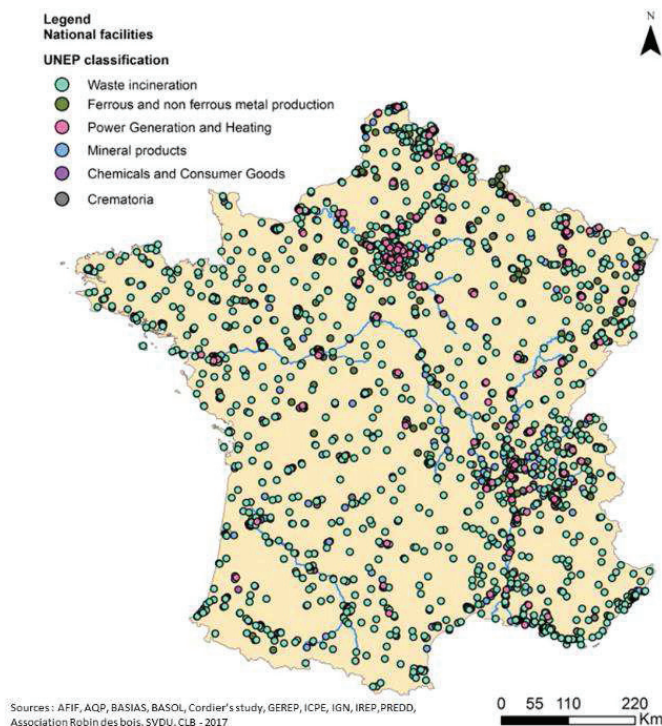 Legend
National facilities
UNEP classification
Waste incineration
Ferrous and non ferrous metal production
Power Generation and Heating
Mineral products
Chemicals and Consumer Goods
Crematoria
N
Sources : AFIF, AQP, BASIAS, BASOL, Cordier's study, GEREP, ICPE, IGN, IREP,PREDD,
Association Robin des bois, SVDU, CLB - 2017
0 55 110 220
Km